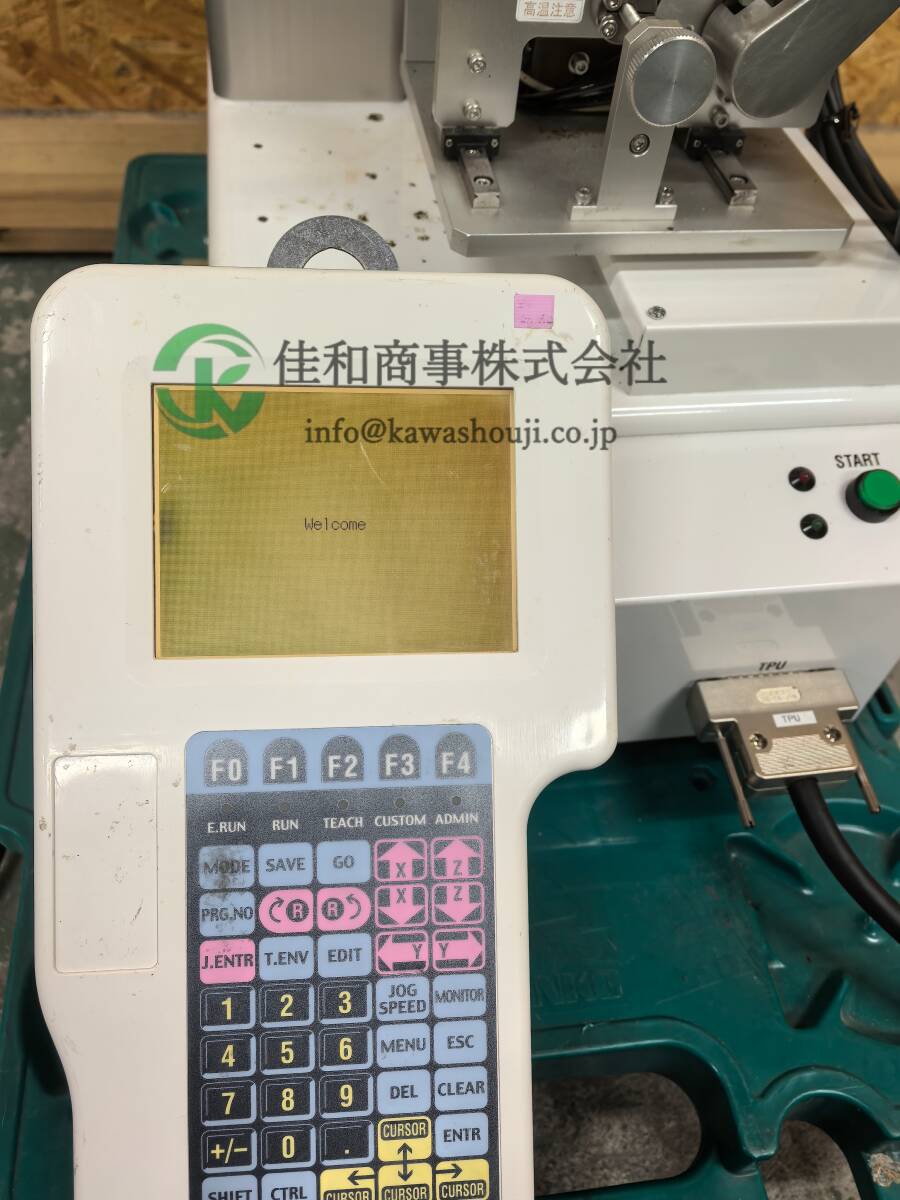 高温注意
佳和商事株式会社
info@kawashouji.co.jp
Welcome
START
TPU
TPU
F0 F1 F2 F3 F4
E.RUN RUN TEACH CUSTOM ADMIN
MODE SAVE GO X Z
PRG.NO R R X Z
J.ENTR T.ENV EDIT Y Y
1 2 3 JOG SPEED MONITOR
4 5 6 MENU ESC
7 8 9 DEL CLEAR
+/- 0 . CURSOR ENTR
SHIFT CTRL CURSOR CURSOR CURSOR